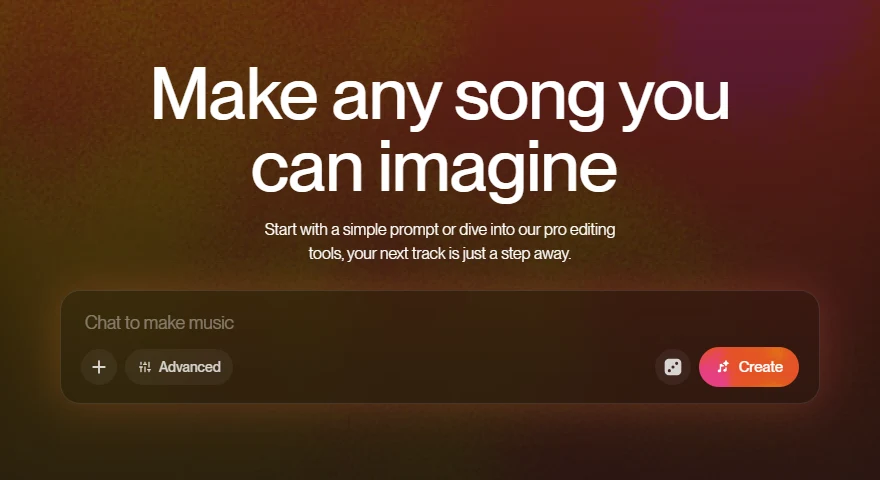 Make any song you
can imagine
Start with a simple prompt or dive into our pro editing
tools, your next track is just a step away.
Chat to make music
Advanced
Create